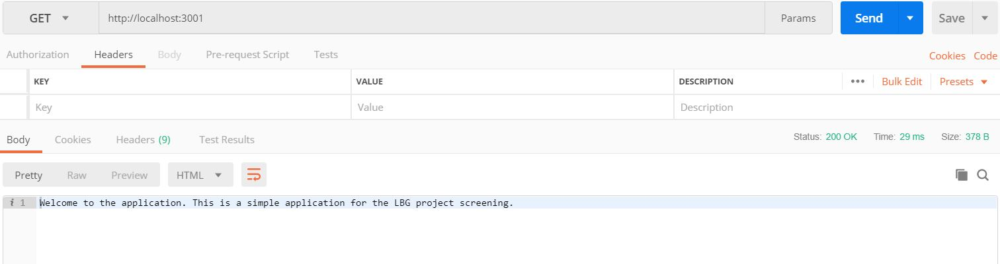 GET http://localhost:3001 Params Send Save
Authorization Headers Body Pre-request Script Tests Cookies Code
KEY VALUE DESCRIPTION ••• Bulk Edit Presets
Key Value Description
Body Cookies Headers (9) Test Results Status: 200 OK Time: 29 ms Size: 378 B
Pretty Raw Preview HTML
i 1 Welcome to the application. This is a simple application for the LBG project screening.